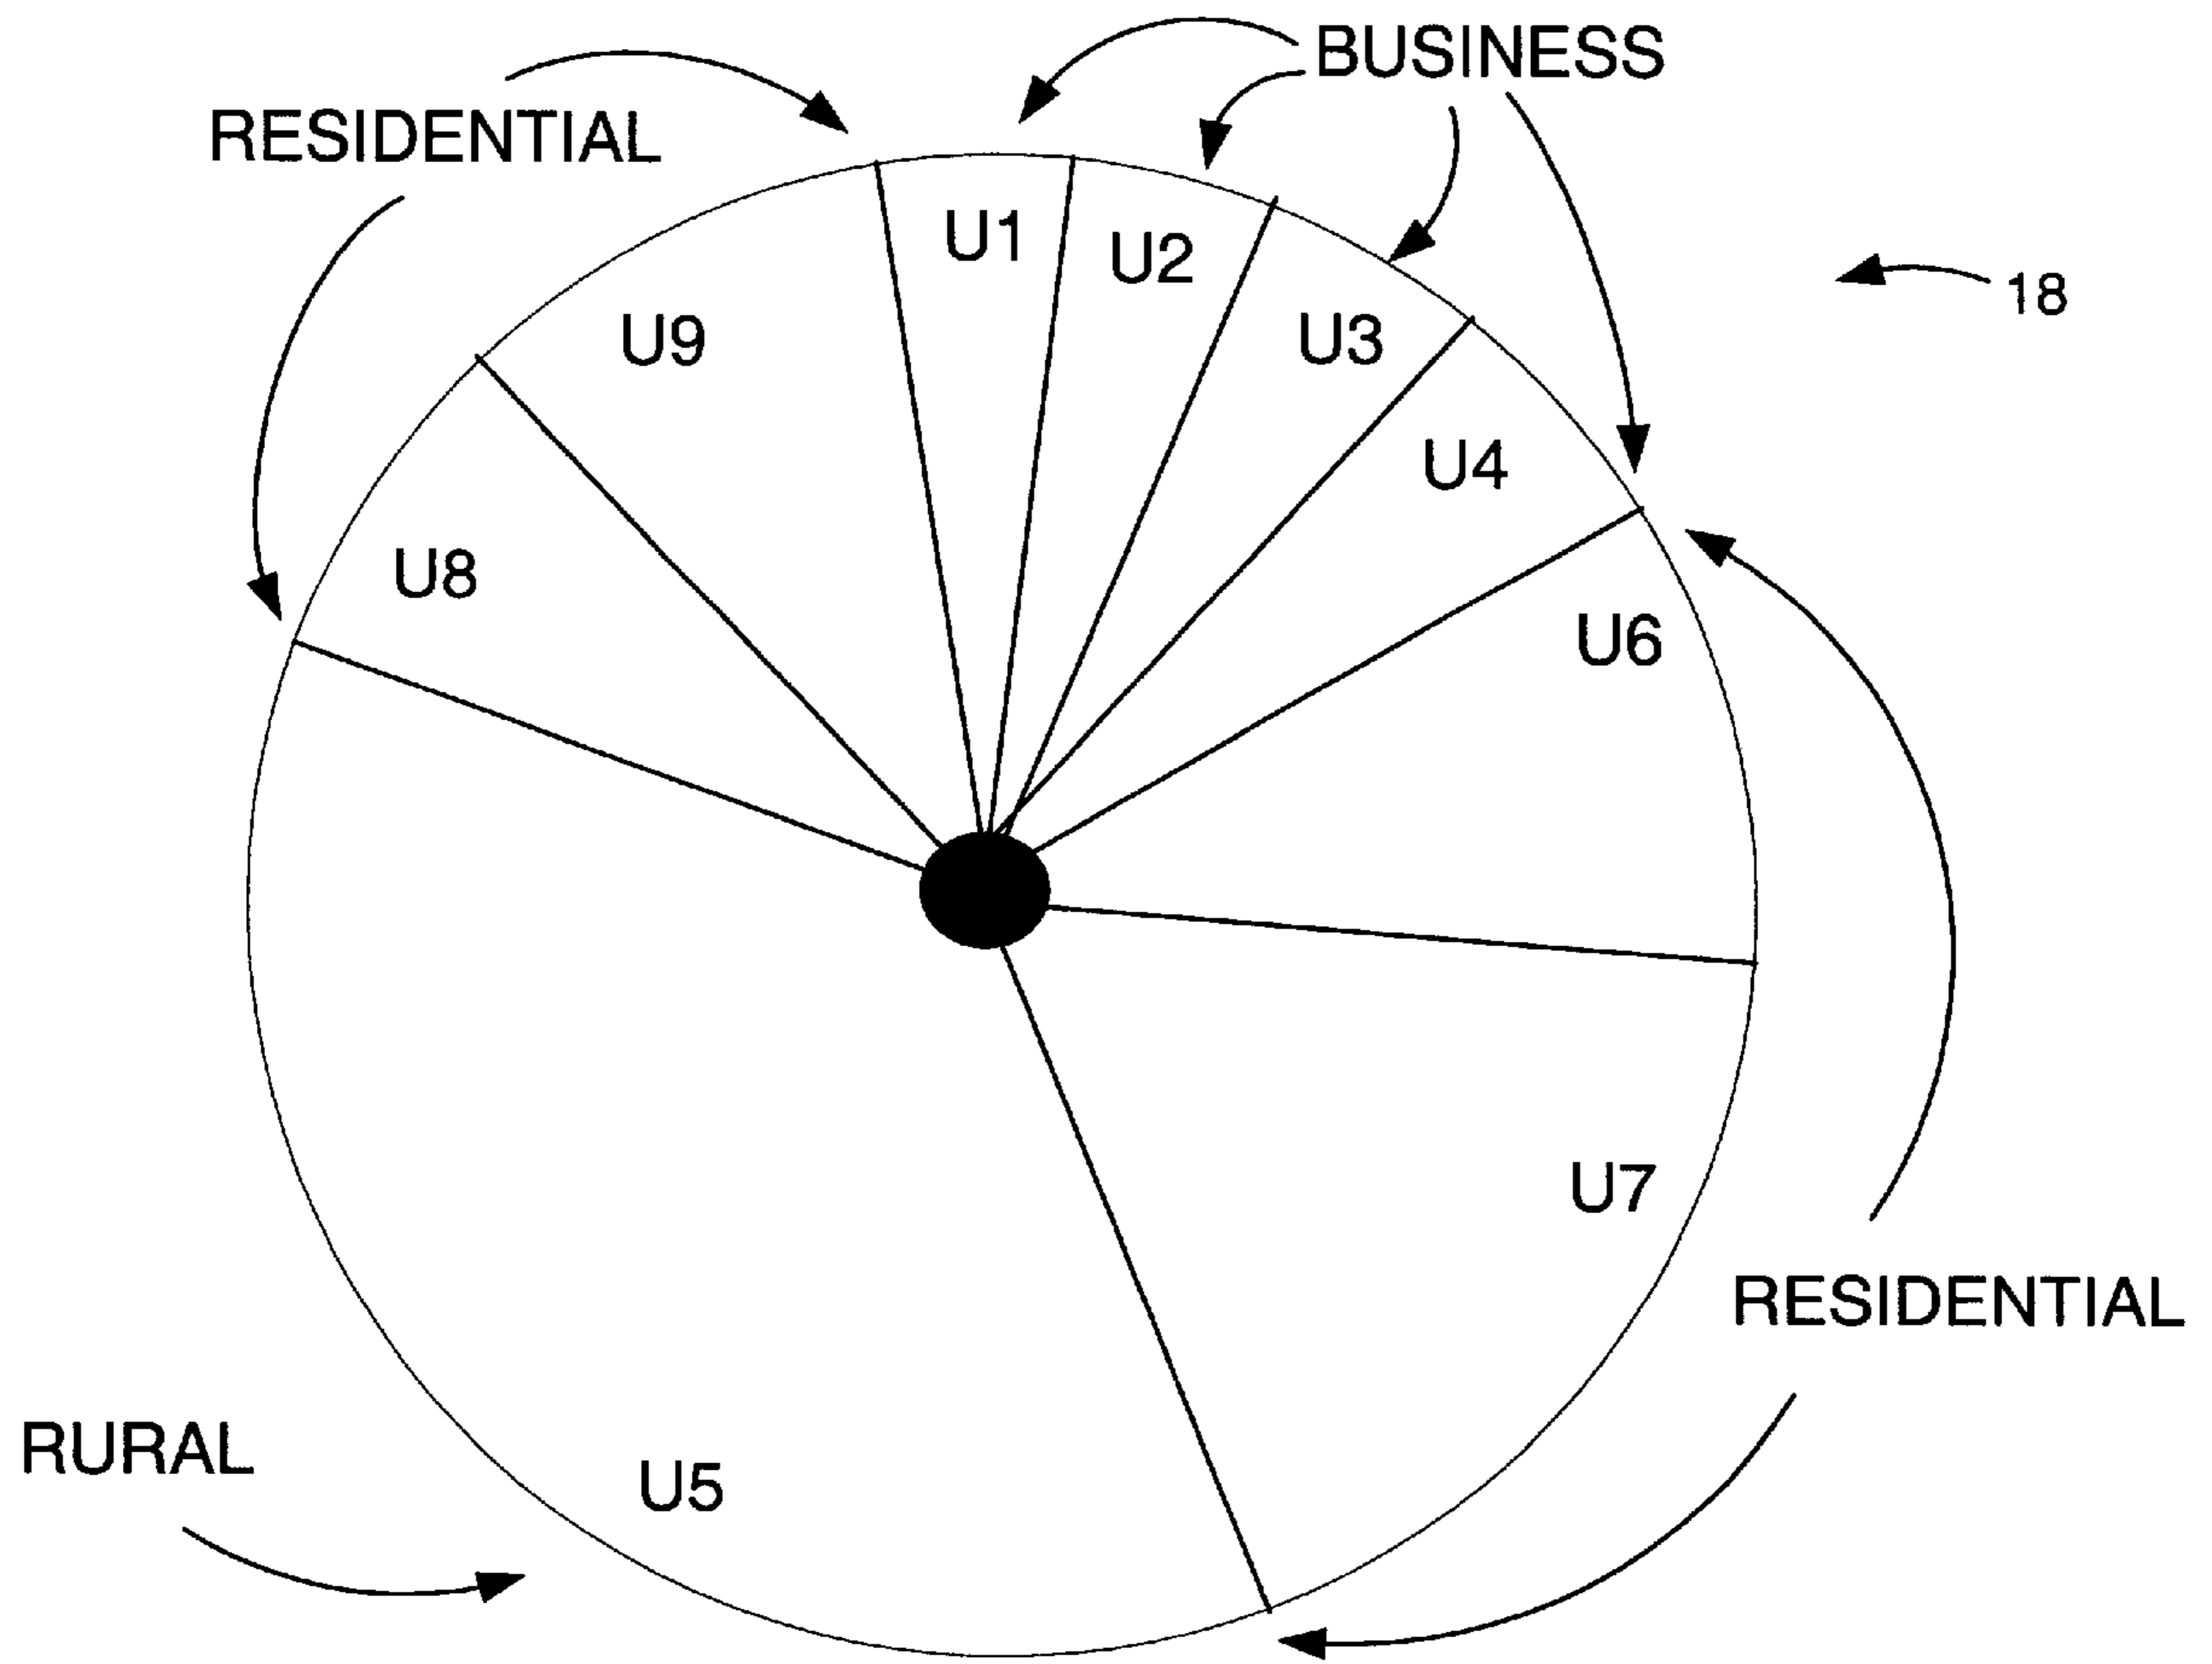 BUSINESS
RESIDENTIAL
U1
U2
18
U9
U3
U4
U8
U6
U7
RESIDENTIAL
RURAL
U5